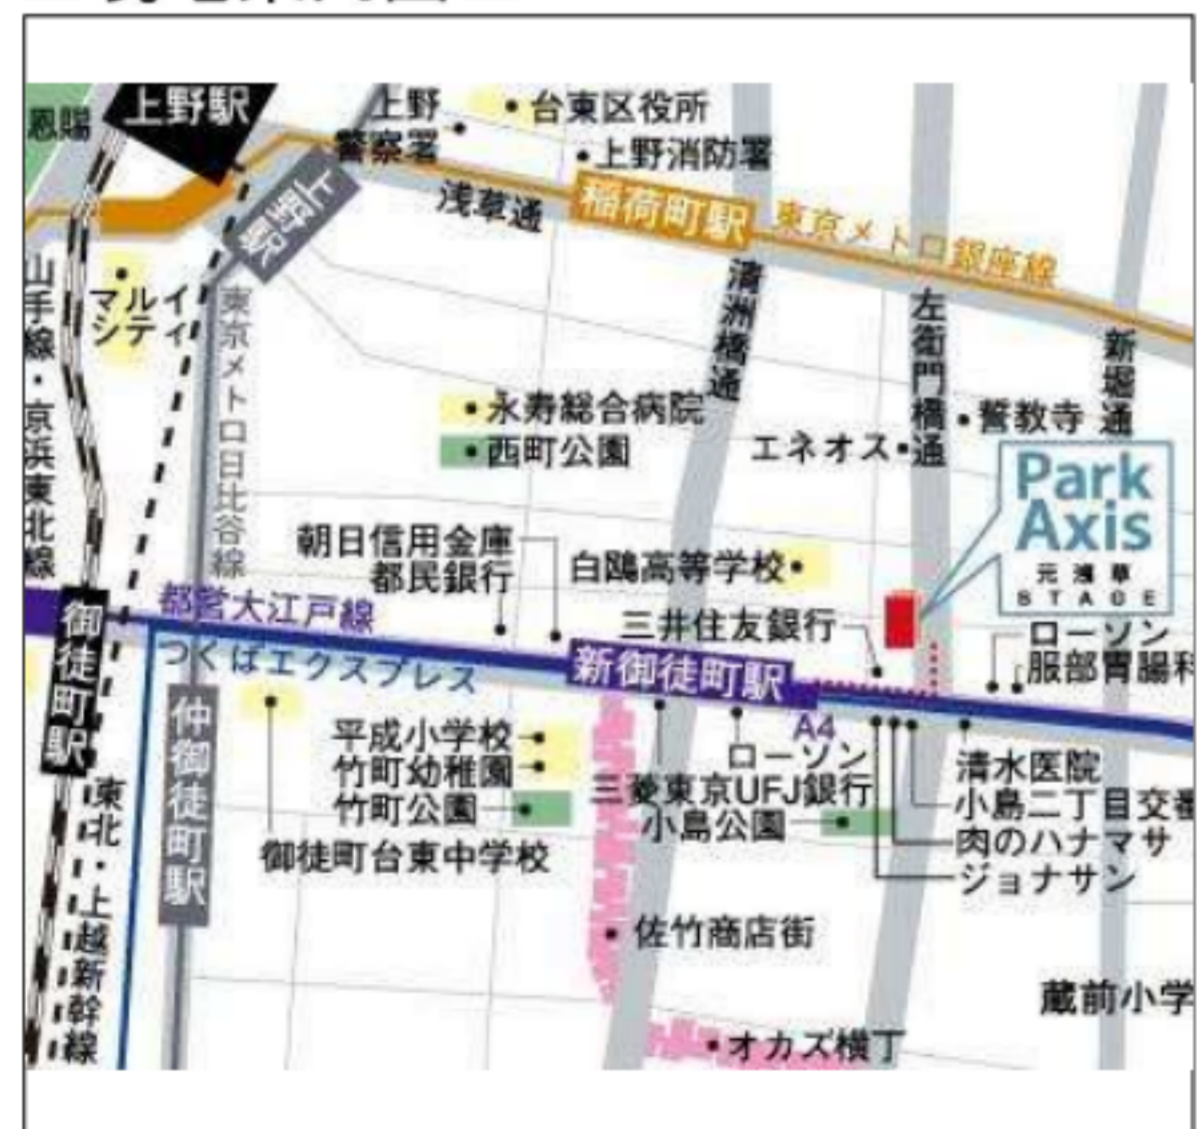 恩賜
上野駅
上野
警察署
台東区役所
上野消防署
浅草通
稲荷町駅
東京メトロ銀座線
上野駅
マルイ
シティ
山手線・京浜東北線
東京メトロ日比谷線
清洲橋通
左衛門橋通
新堀通
永寿総合病院
西町公園
誓教寺
エネオス
Park
Axis
元浅草
STAGE
朝日信用金庫
都民銀行
白鴎高等学校
三井住友銀行
ローソン
服部胃腸科
都営大江戸線
つくばエクスプレス
新御徒町駅
A4
御徒町駅
仲御徒町駅
平成小学校
竹町幼稚園
竹町公園
御徒町台東中学校
ローソン
三菱東京UFJ銀行
小島公園
清水医院
小島二丁目交番
肉のハナマサ
ジョナサン
東北・上越新幹線
佐竹商店街
蔵前小学
オカズ横丁